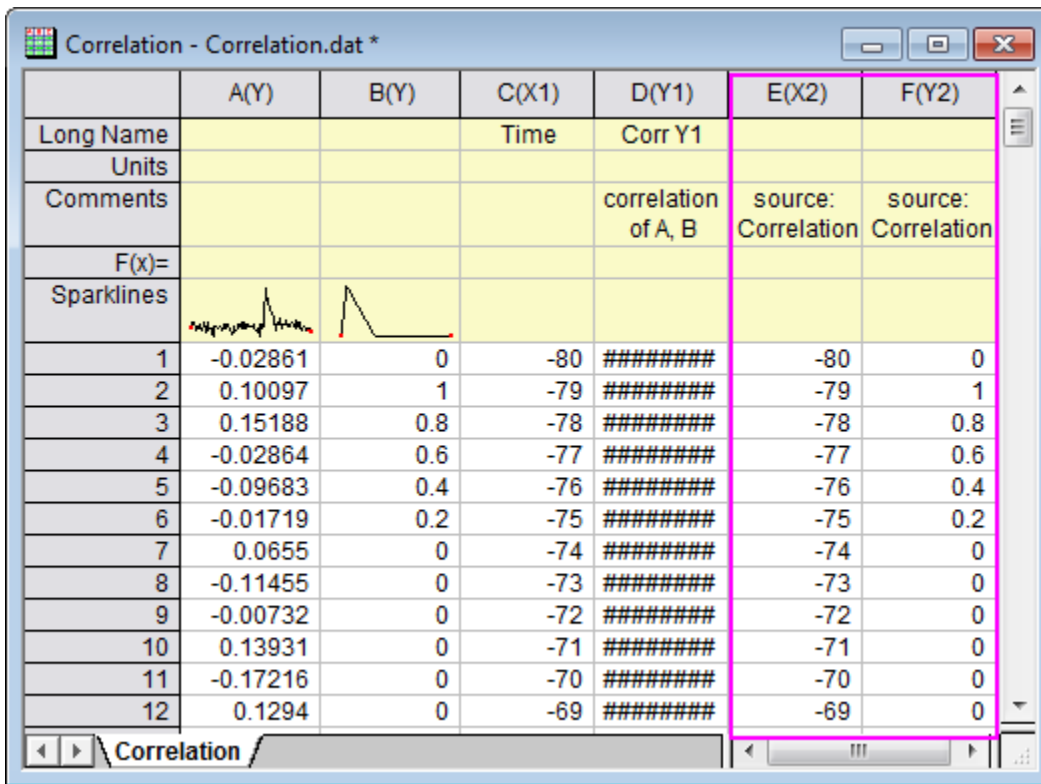 Correlation - Correlation.dat *
A(Y) B(Y) C(X1) D(Y1) E(X2) F(Y2)
Long Name Time Corr Y1
Units
Comments correlation source: source:
of A, B Correlation Correlation
F(x)=
Sparklines
1 -0.02861 0 -80 ######## -80 0
2 0.10097 1 -79 ######## -79 1
3 0.15188 0.8 -78 ######## -78 0.8
4 -0.02864 0.6 -77 ######## -77 0.6
5 -0.09683 0.4 -76 ######## -76 0.4
6 -0.01719 0.2 -75 ######## -75 0.2
7 0.0655 0 -74 ######## -74 0
8 -0.11455 0 -73 ######## -73 0
9 -0.00732 0 -72 ######## -72 0
10 0.13931 0 -71 ######## -71 0
11 -0.17216 0 -70 ######## -70 0
12 0.1294 0 -69 ######## -69 0
Correlation